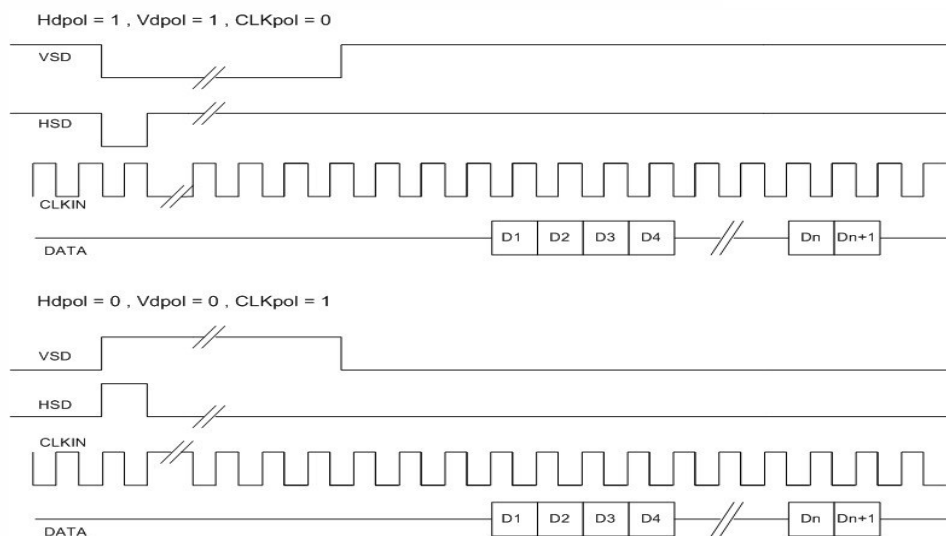 Hdpol = 1 , Vdpol = 1 , CLKpol = 0
VSD
HSD
CLKIN
DATA
D1 D2 D3 D4 Dn Dn+1
Hdpol = 0 , Vdpol = 0 , CLKpol = 1
VSD
HSD
CLKIN
DATA
D1 D2 D3 D4 Dn Dn+1